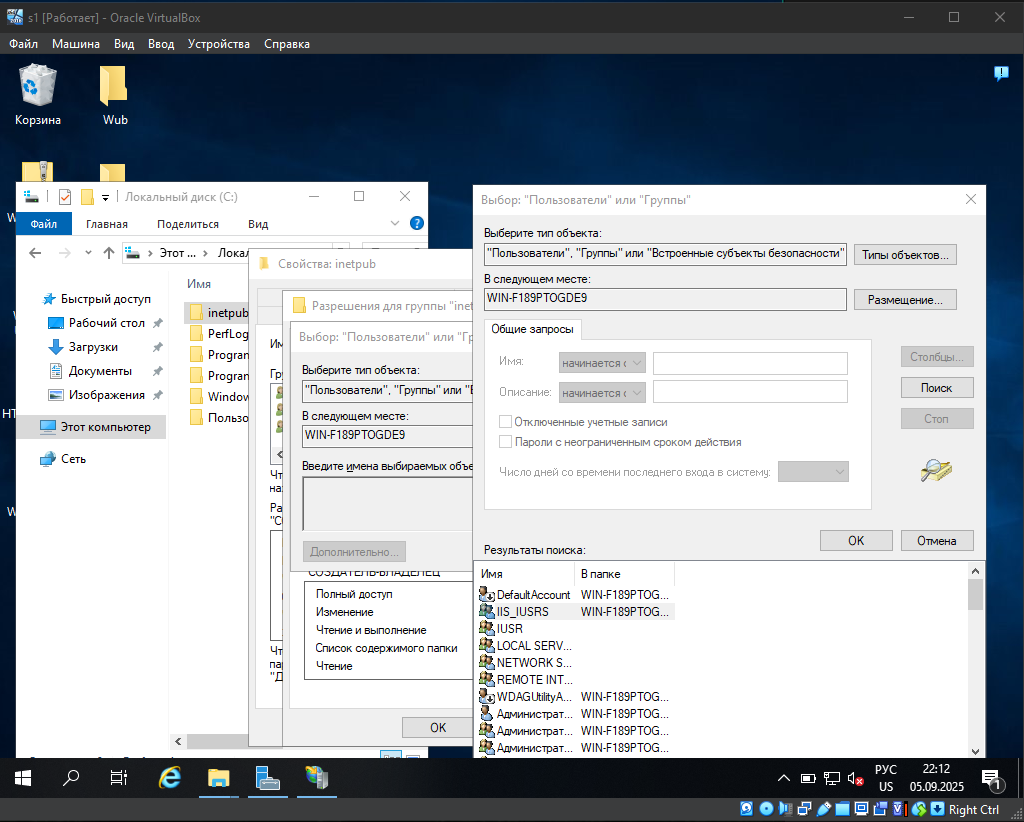 s1 [Работает] - Oracle VirtualBox
Файл Машина Вид Ввод Устройства Справка
Корзина
Wub
Локальный диск (C:)
Файл Главная Поделиться Вид
Этот ... Лока
Имя
Быстрый доступ
Рабочий стол
Загрузки
Документы
Изображения
Этот компьютер
Сеть
inetpub
PerfLog
Program
Program
Window
Пользо
Свойства: inetpub
Разрешения для группы "inet
Выбор: "Пользователи" или "Гр
Выберите тип объекта:
"Пользователи", "Группы" или "В
В следующем месте:
WIN-F189PTOGDE9
Введите имена выбираемых объе
Дополнительно...
СОЗДАТЕЛЬ-ВЛАДЕЛЕЦ
Полный доступ
Изменение
Чтение и выполнение
Список содержимого папки
Чтение
OK
Выбор: "Пользователи" или "Группы"
Выберите тип объекта:
"Пользователи", "Группы" или "Встроенные субъекты безопасности"
Типы объектов...
В следующем месте:
WIN-F189PTOGDE9
Размещение...
Общие запросы
Имя: начинается с
Описание: начинается с
Отключенные учетные записи
Пароли с неограниченным сроком действия
Число дней со времени последнего входа в систему:
Столбцы...
Поиск
Стоп
OK
Отмена
Результаты поиска:
Имя В папке
DefaultAccount WIN-F189PTOG...
IIS_IUSRS WIN-F189PTOG...
IUSR
LOCAL SERV...
NETWORK S...
REMOTE INT...
WDAGUtilityA... WIN-F189PTOG...
Администрат... WIN-F189PTOG...
Администрат... WIN-F189PTOG...
Администрат... WIN-F189PTOG...
РУС
US
22:12
05.09.2025
1
Right Ctrl